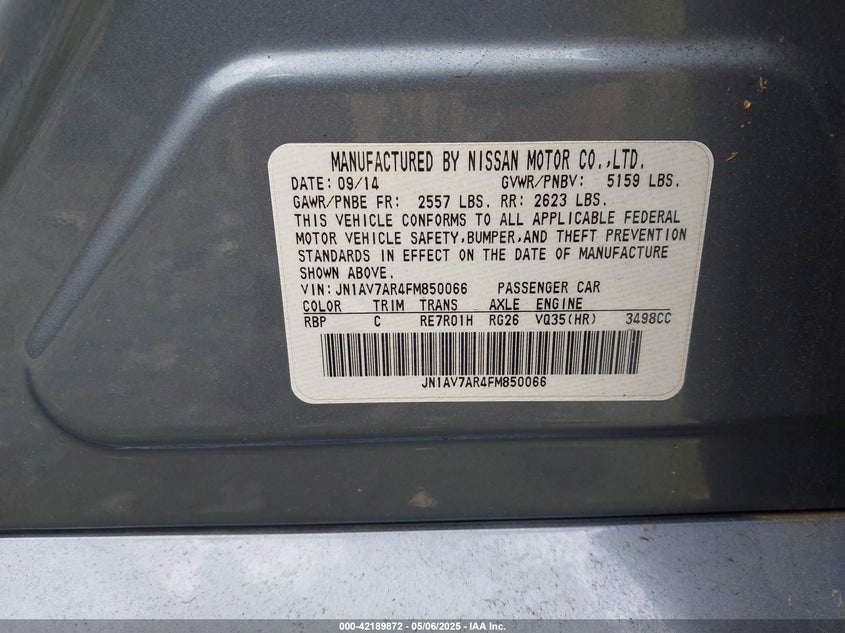 MANUFACTURED BY NISSAN MOTOR CO.,LTD.
DATE: 09/14 GVWR/PNBV: 5159 LBS.
GAWR/PNBE FR: 2557 LBS. RR: 2623 LBS.
THIS VEHICLE CONFORMS TO ALL APPLICABLE FEDERAL
MOTOR VEHICLE SAFETY,BUMPER,AND THEFT PREVENTION
STANDARDS IN EFFECT ON THE DATE OF MANUFACTURE
SHOWN ABOVE.
VIN:JN1AV7AR4FM850066 PASSENGER CAR
COLOR TRIM TRANS AXLE ENGINE
RBP C RE7R01H RG26 VQ35(HR) 3498CC
JN1AV7AR4FM850066
000-42189872 — 05/06/2025 — IAA Inc.